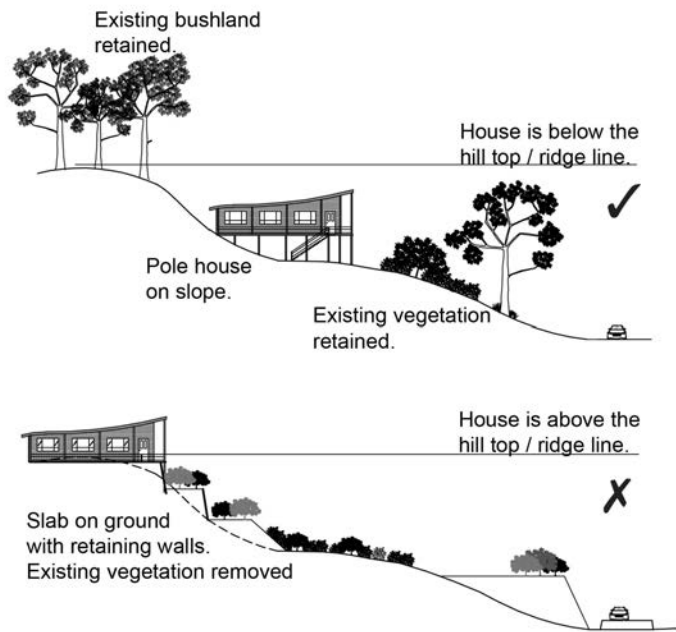 Existing bushland
retained.
House is below the
hill top / ridge line.
Pole house
on slope.
Existing vegetation
retained.
House is above the
hill top / ridge line.
Slab on ground
with retaining walls.
Existing vegetation removed